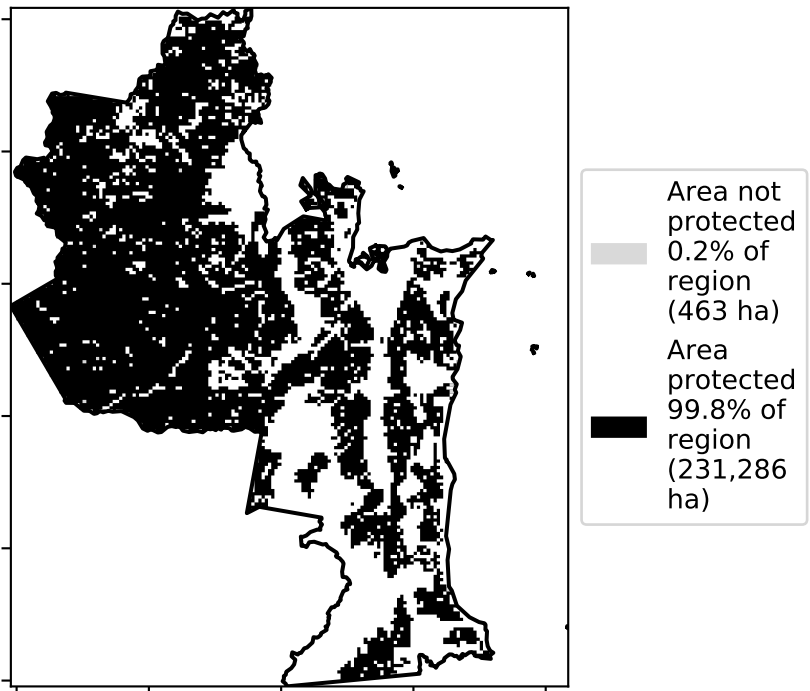 Area not
protected
0.2% of
region
(463 ha)
Area
protected
99.8% of
region
(231,286
ha)